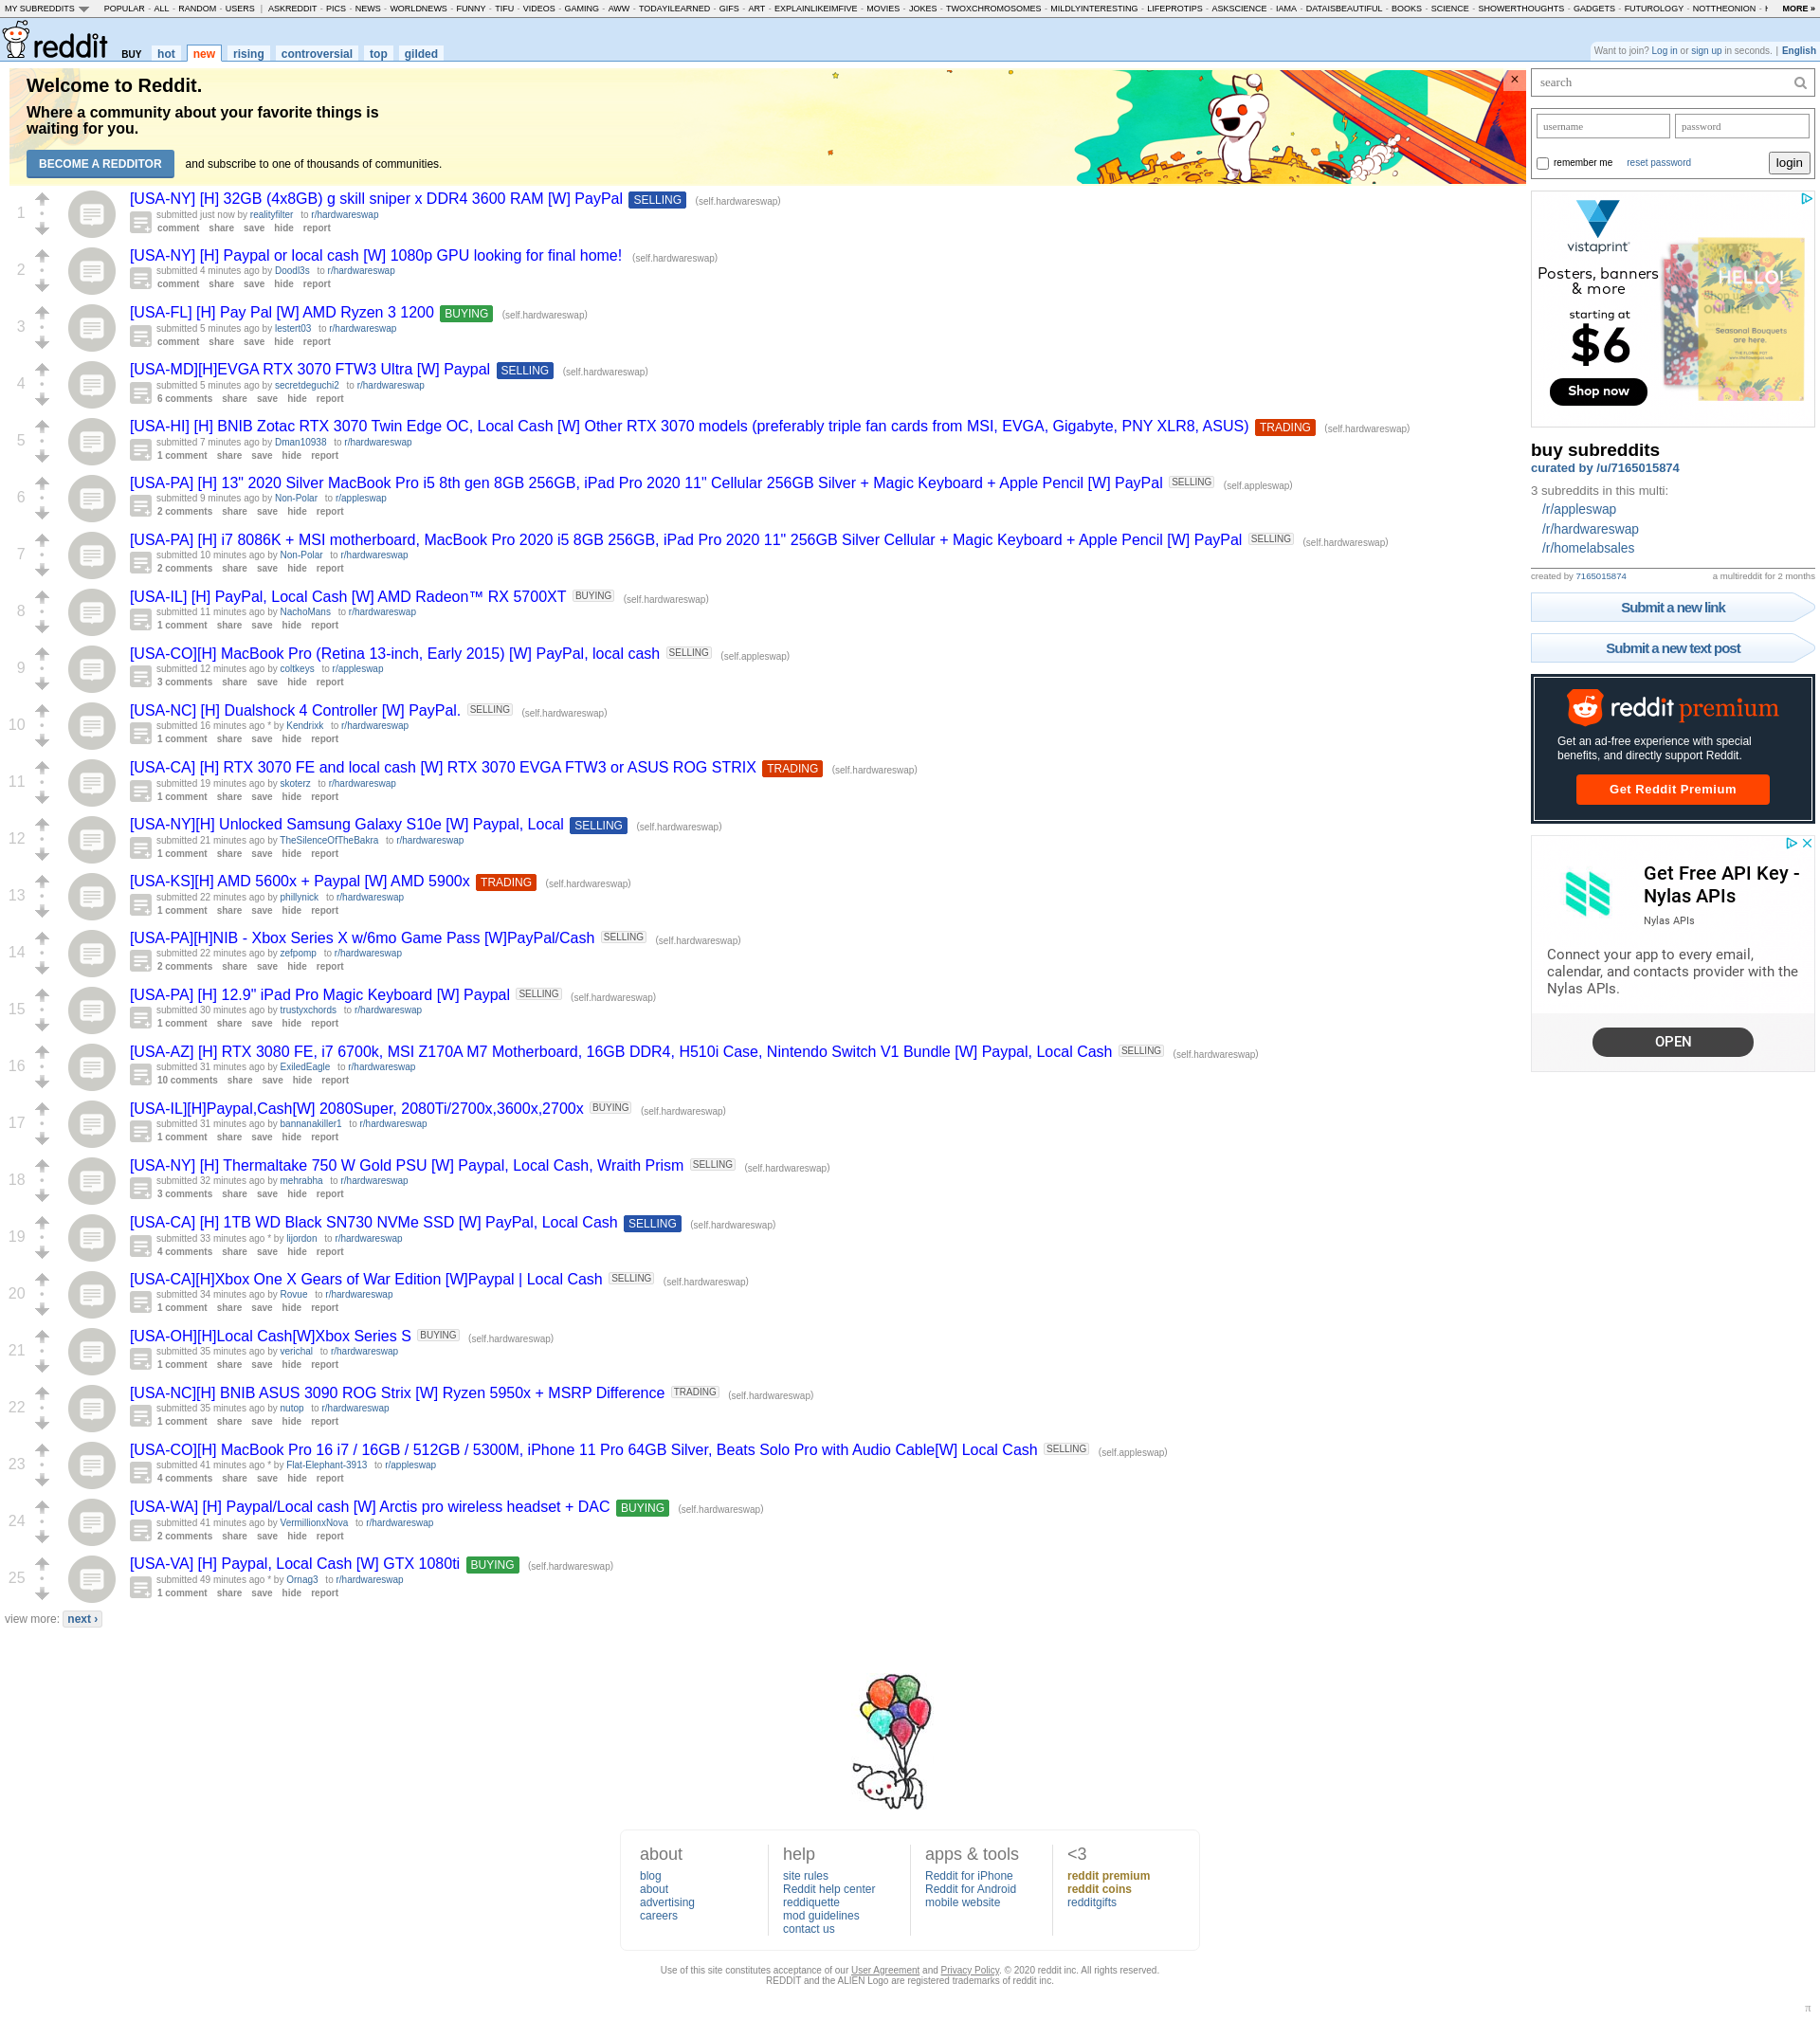 MY SUBREDDITS POPULAR - ALL - RANDOM - USERS | ASKREDDIT - PICS - NEWS - WORLDNEWS - FUNNY - TIFU - VIDEOS - GAMING - AWW - TODAYILEARNED - GIFS - ART - EXPLAINLIKEIMFIVE - MOVIES - JOKES - TWOXCHROMOSOMES - MILDLYINTERESTING - LIFEPROTIPS - ASKSCIENCE - IAMA - DATAISBEAUTIFUL - BOOKS - SCIENCE - SHOWERTHOUGHTS - GADGETS - FUTUROLOGY - NOTTHEONION - MORE »
reddit BUY hot new rising controversial top gilded
Want to join? Log in or sign up in seconds. | English
Welcome to Reddit.
Where a community about your favorite things is
waiting for you.
BECOME A REDDITOR and subscribe to one of thousands of communities.
×
1
[USA-NY] [H] 32GB (4x8GB) g skill sniper x DDR4 3600 RAM [W] PayPal SELLING (self.hardwareswap)
submitted just now by realityfilter to r/hardwareswap
comment share save hide report
2
[USA-NY] [H] Paypal or local cash [W] 1080p GPU looking for final home! (self.hardwareswap)
submitted 4 minutes ago by Doodl3s to r/hardwareswap
comment share save hide report
3
[USA-FL] [H] Pay Pal [W] AMD Ryzen 3 1200 BUYING (self.hardwareswap)
submitted 5 minutes ago by lestert03 to r/hardwareswap
comment share save hide report
4
[USA-MD][H]EVGA RTX 3070 FTW3 Ultra [W] Paypal SELLING (self.hardwareswap)
submitted 5 minutes ago by secretdeguchi2 to r/hardwareswap
6 comments share save hide report
5
[USA-HI] [H] BNIB Zotac RTX 3070 Twin Edge OC, Local Cash [W] Other RTX 3070 models (preferably triple fan cards from MSI, EVGA, Gigabyte, PNY XLR8, ASUS) TRADING (self.hardwareswap)
submitted 7 minutes ago by Dman10938 to r/hardwareswap
1 comment share save hide report
6
[USA-PA] [H] 13" 2020 Silver MacBook Pro i5 8th gen 8GB 256GB, iPad Pro 2020 11" Cellular 256GB Silver + Magic Keyboard + Apple Pencil [W] PayPal SELLING (self.appleswap)
submitted 9 minutes ago by Non-Polar to r/appleswap
2 comments share save hide report
7
[USA-PA] [H] i7 8086K + MSI motherboard, MacBook Pro 2020 i5 8GB 256GB, iPad Pro 2020 11" 256GB Silver Cellular + Magic Keyboard + Apple Pencil [W] PayPal SELLING (self.hardwareswap)
submitted 10 minutes ago by Non-Polar to r/hardwareswap
2 comments share save hide report
8
[USA-IL] [H] PayPal, Local Cash [W] AMD Radeon™ RX 5700XT BUYING (self.hardwareswap)
submitted 11 minutes ago by NachoMans to r/hardwareswap
1 comment share save hide report
9
[USA-CO][H] MacBook Pro (Retina 13-inch, Early 2015) [W] PayPal, local cash SELLING (self.appleswap)
submitted 12 minutes ago by coltkeys to r/appleswap
3 comments share save hide report
10
[USA-NC] [H] Dualshock 4 Controller [W] PayPal. SELLING (self.hardwareswap)
submitted 16 minutes ago * by Kendrixk to r/hardwareswap
1 comment share save hide report
11
[USA-CA] [H] RTX 3070 FE and local cash [W] RTX 3070 EVGA FTW3 or ASUS ROG STRIX TRADING (self.hardwareswap)
submitted 19 minutes ago by skoterz to r/hardwareswap
1 comment share save hide report
12
[USA-NY][H] Unlocked Samsung Galaxy S10e [W] Paypal, Local SELLING (self.hardwareswap)
submitted 21 minutes ago by TheSilenceOfTheBakra to r/hardwareswap
1 comment share save hide report
13
[USA-KS][H] AMD 5600x + Paypal [W] AMD 5900x TRADING (self.hardwareswap)
submitted 22 minutes ago by phillynick to r/hardwareswap
1 comment share save hide report
14
[USA-PA][H]NIB - Xbox Series X w/6mo Game Pass [W]PayPal/Cash SELLING (self.hardwareswap)
submitted 22 minutes ago by zefpomp to r/hardwareswap
2 comments share save hide report
15
[USA-PA] [H] 12.9" iPad Pro Magic Keyboard [W] Paypal SELLING (self.hardwareswap)
submitted 30 minutes ago by trustyxchords to r/hardwareswap
1 comment share save hide report
16
[USA-AZ] [H] RTX 3080 FE, i7 6700k, MSI Z170A M7 Motherboard, 16GB DDR4, H510i Case, Nintendo Switch V1 Bundle [W] Paypal, Local Cash SELLING (self.hardwareswap)
submitted 31 minutes ago by ExiledEagle to r/hardwareswap
10 comments share save hide report
17
[USA-IL][H]Paypal,Cash[W] 2080Super, 2080Ti/2700x,3600x,2700x BUYING (self.hardwareswap)
submitted 31 minutes ago by bannanakiller1 to r/hardwareswap
1 comment share save hide report
18
[USA-NY] [H] Thermaltake 750 W Gold PSU [W] Paypal, Local Cash, Wraith Prism SELLING (self.hardwareswap)
submitted 32 minutes ago by mehrabha to r/hardwareswap
3 comments share save hide report
19
[USA-CA] [H] 1TB WD Black SN730 NVMe SSD [W] PayPal, Local Cash SELLING (self.hardwareswap)
submitted 33 minutes ago * by lijordon to r/hardwareswap
4 comments share save hide report
20
[USA-CA][H]Xbox One X Gears of War Edition [W]Paypal | Local Cash SELLING (self.hardwareswap)
submitted 34 minutes ago by Rovue to r/hardwareswap
1 comment share save hide report
21
[USA-OH][H]Local Cash[W]Xbox Series S BUYING (self.hardwareswap)
submitted 35 minutes ago by verichal to r/hardwareswap
1 comment share save hide report
22
[USA-NC][H] BNIB ASUS 3090 ROG Strix [W] Ryzen 5950x + MSRP Difference TRADING (self.hardwareswap)
submitted 35 minutes ago by nutop to r/hardwareswap
1 comment share save hide report
23
[USA-CO][H] MacBook Pro 16 i7 / 16GB / 512GB / 5300M, iPhone 11 Pro 64GB Silver, Beats Solo Pro with Audio Cable[W] Local Cash SELLING (self.appleswap)
submitted 41 minutes ago * by Flat-Elephant-3913 to r/appleswap
4 comments share save hide report
24
[USA-WA] [H] Paypal/Local cash [W] Arctis pro wireless headset + DAC BUYING (self.hardwareswap)
submitted 41 minutes ago by VermillionxNova to r/hardwareswap
2 comments share save hide report
25
[USA-VA] [H] Paypal, Local Cash [W] GTX 1080ti BUYING (self.hardwareswap)
submitted 49 minutes ago * by Ornag3 to r/hardwareswap
1 comment share save hide report
view more: next ›
search
username password
remember me reset password login
vistaprint
Posters, banners
& more
starting at
$6
Shop now
HELLO!
Shop us
ONLINE!
Seasonal Bouquets
are here.
buy subreddits
curated by /u/7165015874
3 subreddits in this multi:
/r/appleswap
/r/hardwareswap
/r/homelabsales
created by 7165015874 a multireddit for 2 months
Submit a new link
Submit a new text post
reddit premium
Get an ad-free experience with special
benefits, and directly support Reddit.
Get Reddit Premium
Get Free API Key -
Nylas APIs
Nylas APIs
Connect your app to every email,
calendar, and contacts provider with the
Nylas APIs.
OPEN
about
blog
about
advertising
careers
help
site rules
Reddit help center
reddiquette
mod guidelines
contact us
apps & tools
Reddit for iPhone
Reddit for Android
mobile website
<3
reddit premium
reddit coins
redditgifts
Use of this site constitutes acceptance of our User Agreement and Privacy Policy. © 2020 reddit inc. All rights reserved.
REDDIT and the ALIEN Logo are registered trademarks of reddit inc.
π